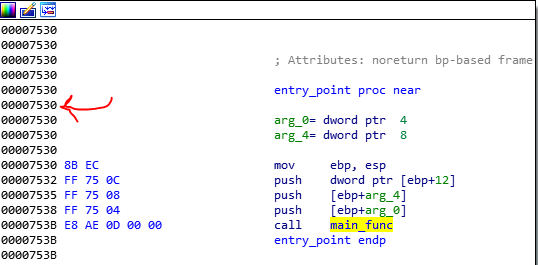 00007530
00007530
00007530 ; Attributes: noreturn bp-based frame
00007530
00007530 entry_point proc near
00007530
00007530 arg_0= dword ptr  4
00007530 arg_4= dword ptr  8
00007530
00007530 8B EC mov ebp, esp
00007532 FF 75 0C push dword ptr [ebp+12]
00007535 FF 75 08 push [ebp+arg_4]
00007538 FF 75 04 push [ebp+arg_0]
0000753B E8 AE 0D 00 00 call main_func
0000753B entry_point endp
0000753B